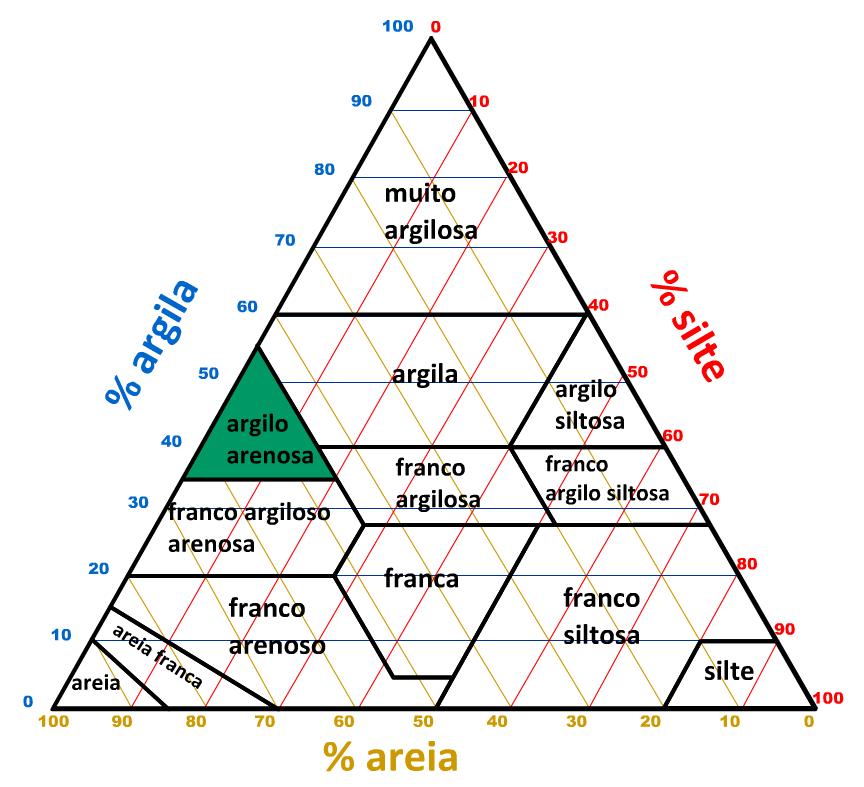 100 0
90 10
80 20
muito
argilosa
70 30
60 40
% argila
% silte
argila
50 50
argilo
siltosa
argilo
arenosa
40 60
franco
argilosa
franco
argilo siltosa
30 70
franco argiloso
arenosa
20 80
franca
franco
arenoso
franco
siltosa
10 90
areia franca
areia
silte
0 100
100 90 80 70 60 50 40 30 20 10 0
% areia